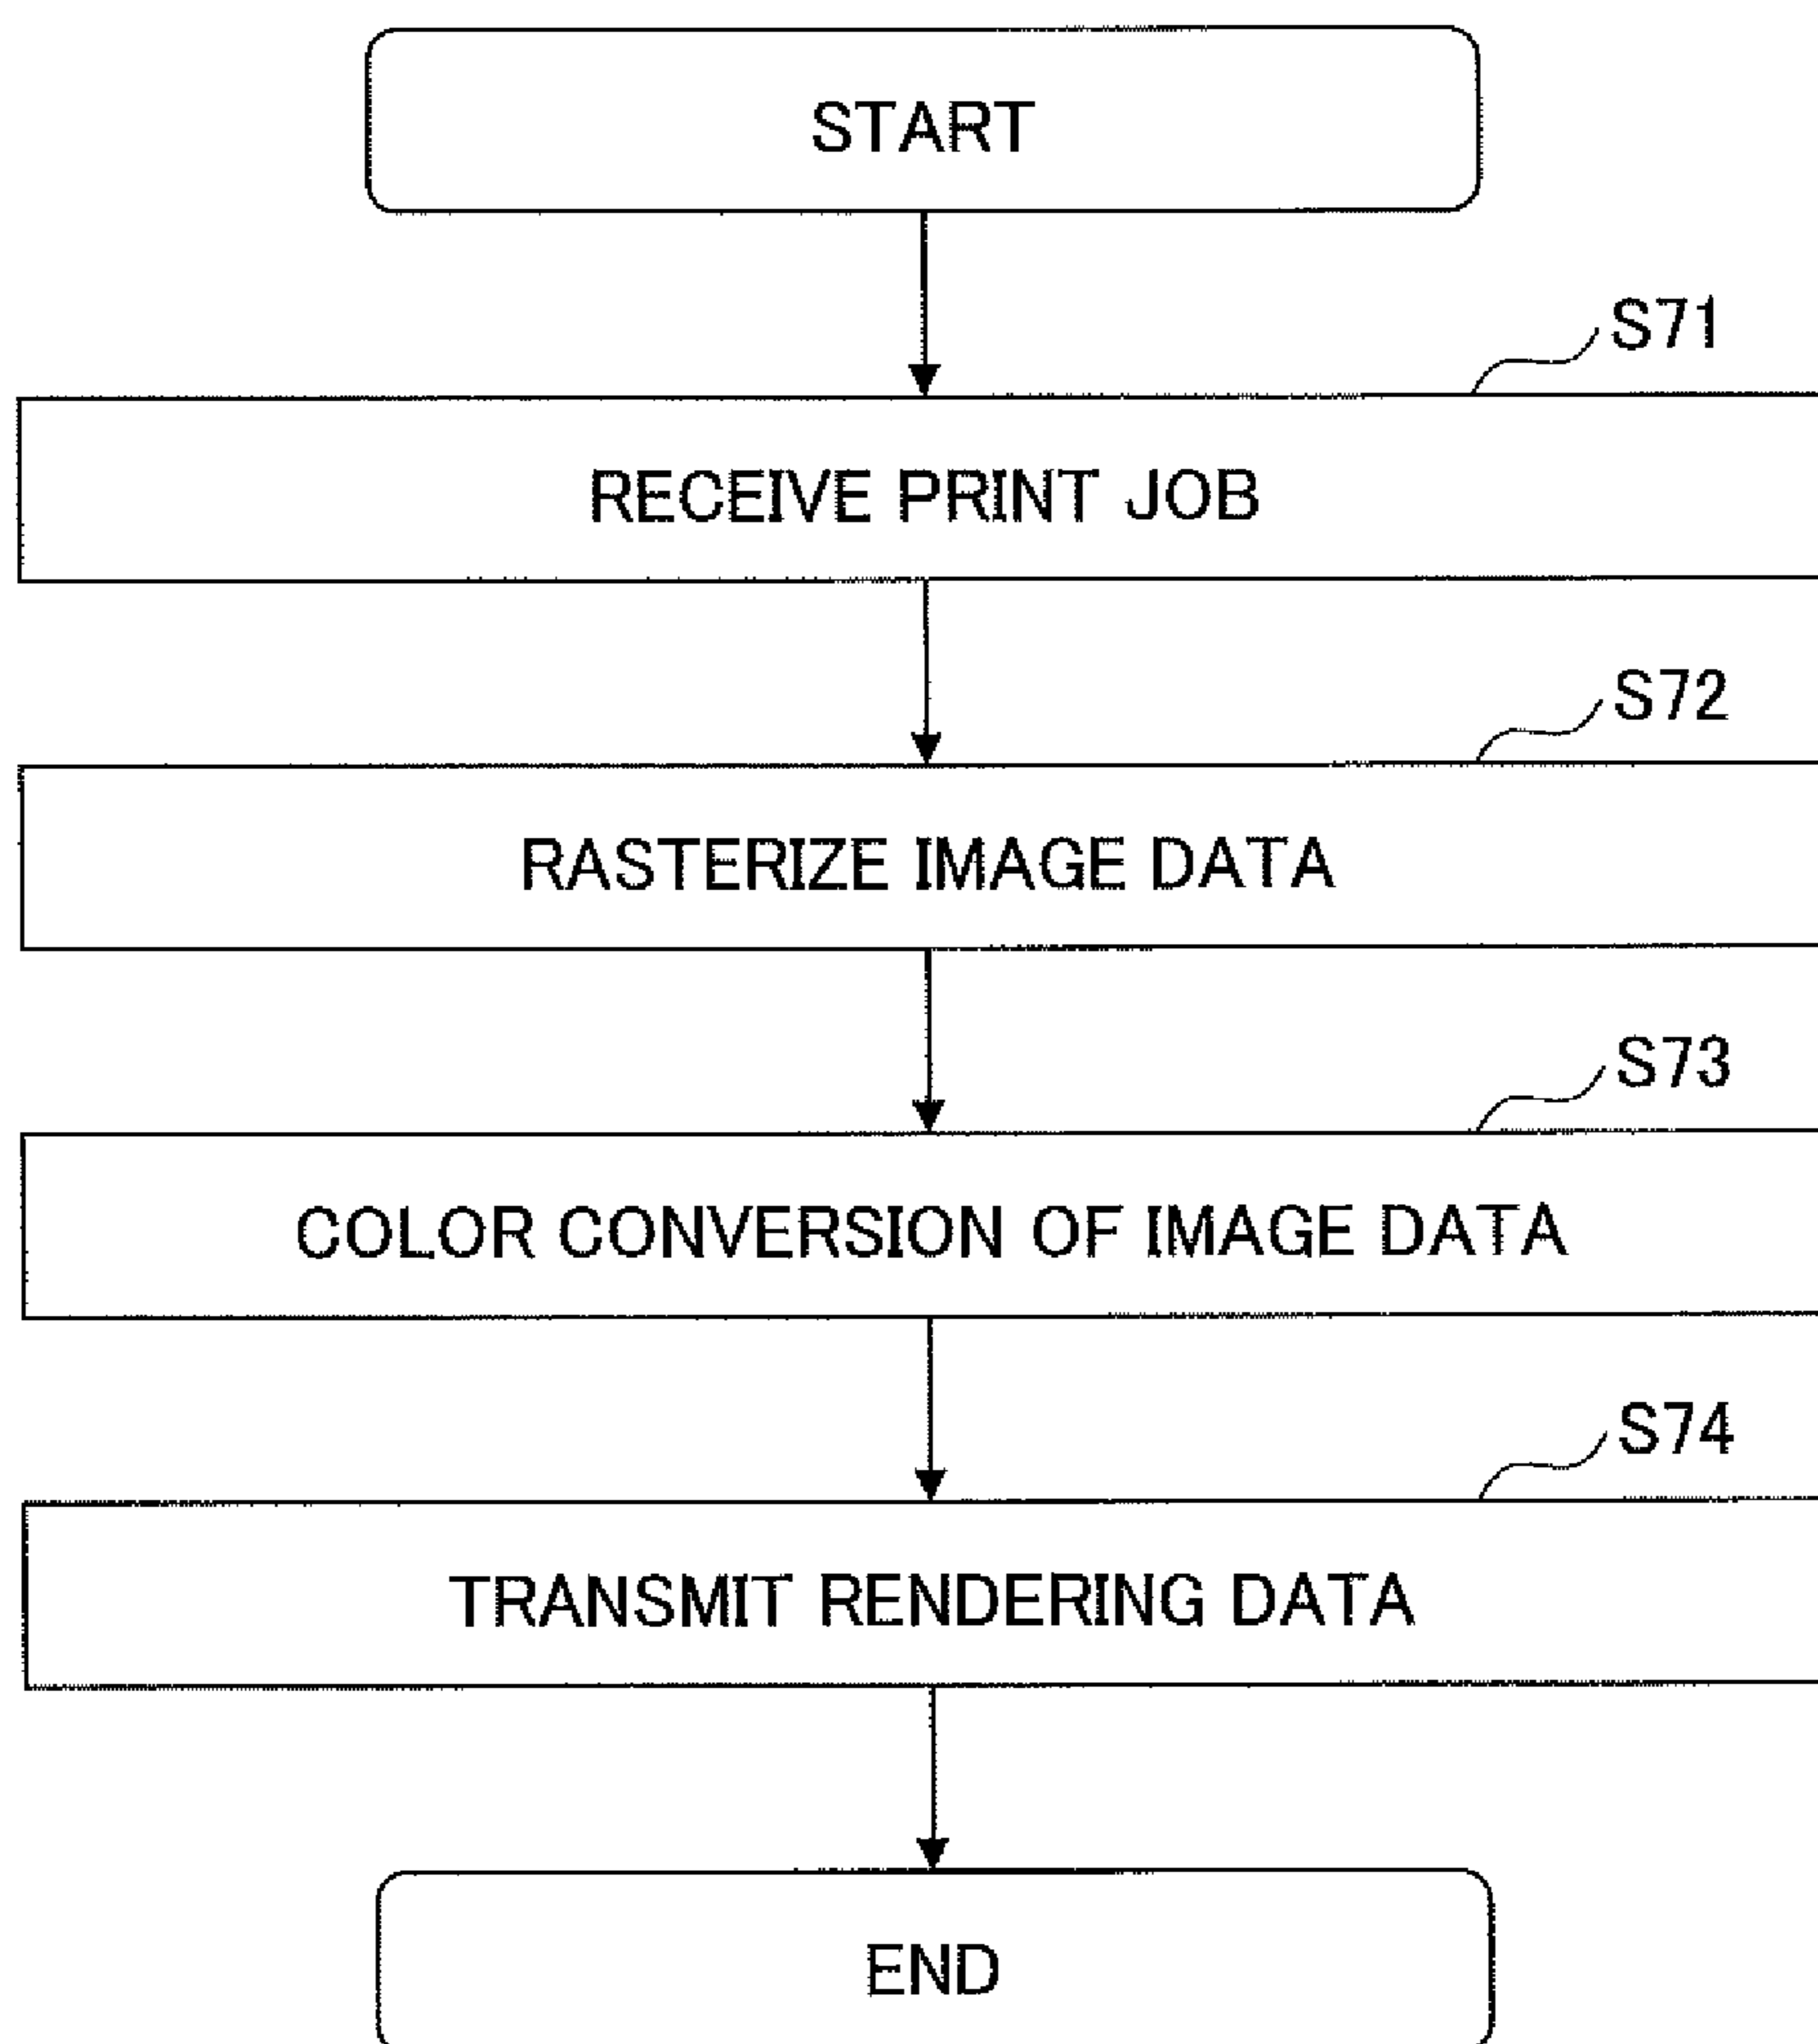 START
S71
RECEIVE PRINT JOB
S72
RASTERIZE IMAGE DATA
S73
COLOR CONVERSION OF IMAGE DATA
S74
TRANSMIT RENDERING DATA
END